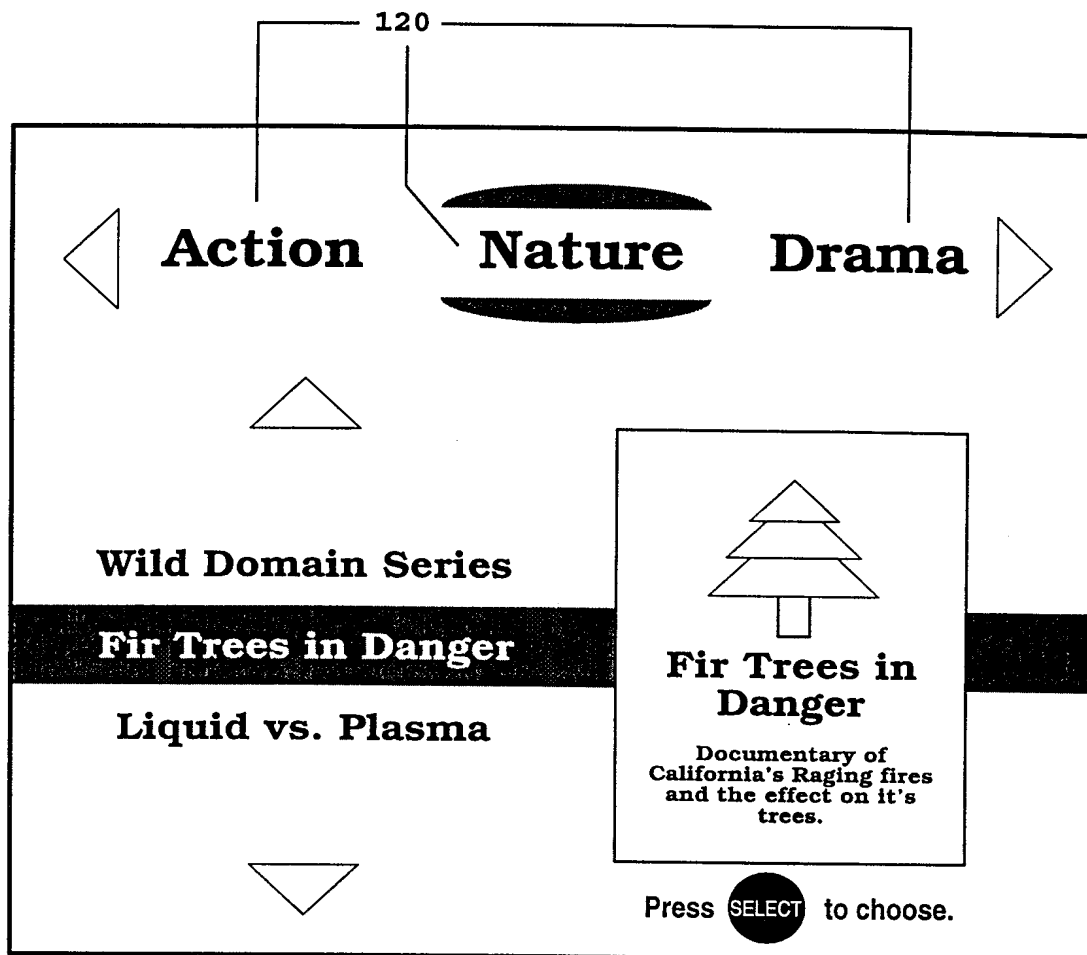 120
Action Nature Drama
Wild Domain Series
Fir Trees in Danger
Liquid vs. Plasma
Fir Trees in
Danger
Documentary of
California's Raging fires
and the effect on it's
trees.
Press SELECT to choose.